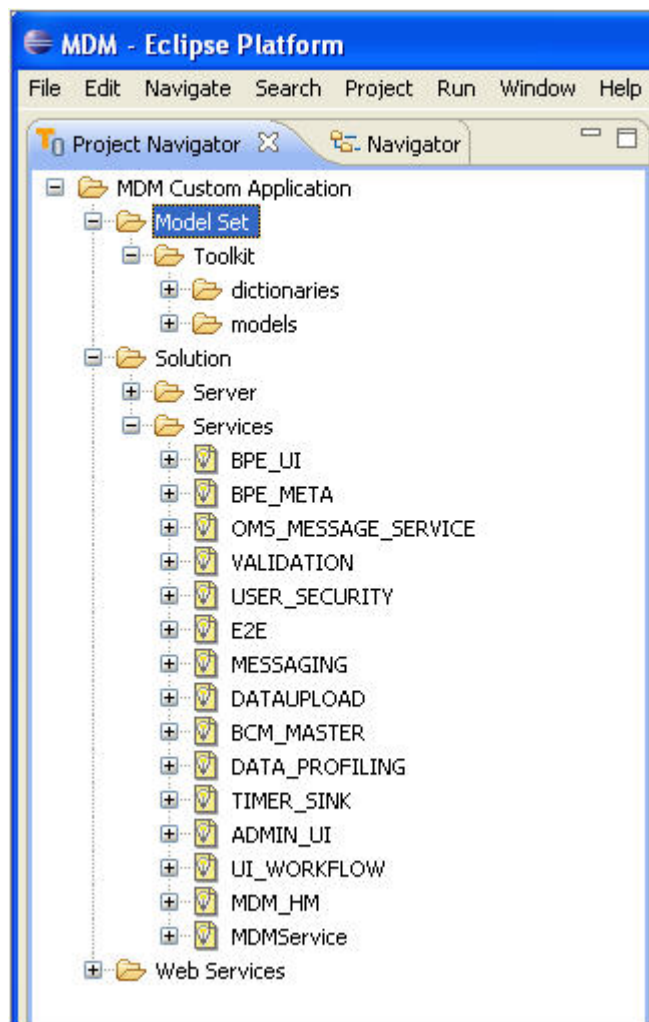 MDM - Eclipse Platform
File Edit Navigate Search Project Run Window Help
Project Navigator Navigator
MDM Custom Application
Model Set
Toolkit
dictionaries
models
Solution
Server
Services
BPE_UI
BPE_META
OMS_MESSAGE_SERVICE
VALIDATION
USER_SECURITY
E2E
MESSAGING
DATAUPLOAD
BCM_MASTER
DATA_PROFILING
TIMER_SINK
ADMIN_UI
UI_WORKFLOW
MDM_HM
MDMService
Web Services